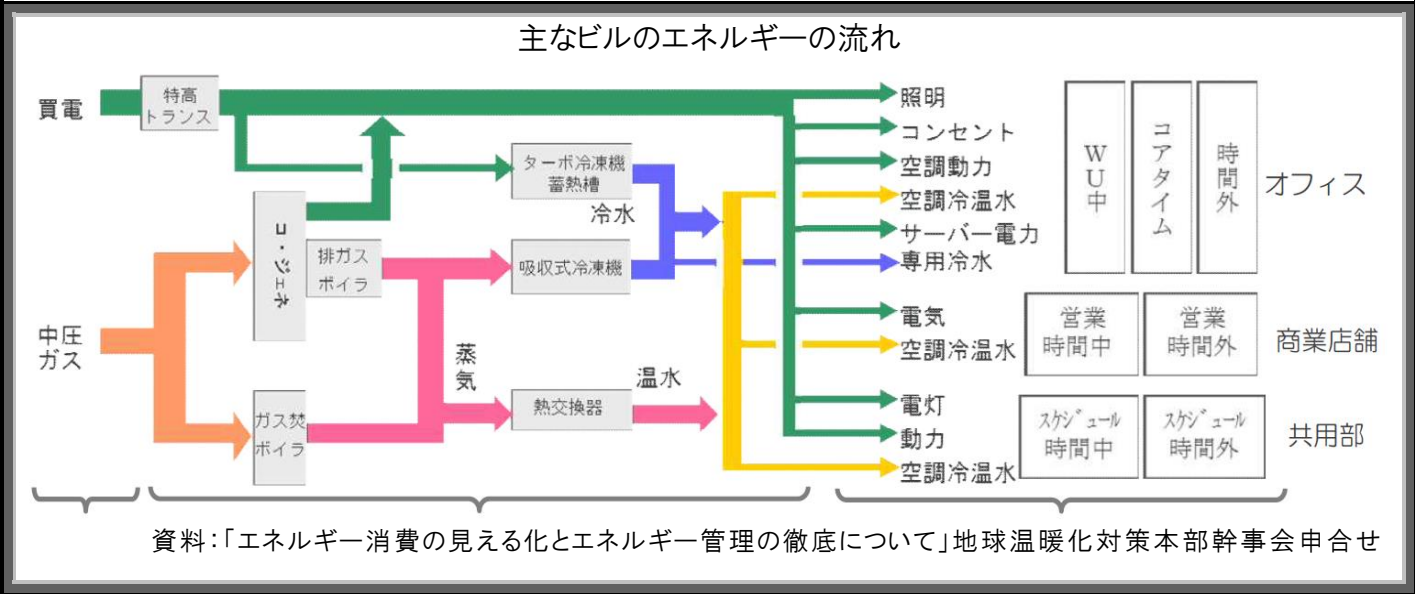 主なビルのエネルギーの流れ
買電
特高
トランス
中圧
ガス
コ・ジェネ
排ガス
ボイラ
ガス焚
ボイラ
蒸気
ターボ冷凍機
蓄熱槽
冷水
吸収式冷凍機
熱交換器
温水
照明
コンセント
空調動力
空調冷温水
サーバー電力
専用冷水
電気
空調冷温水
電灯
動力
空調冷温水
WU中
コアタイム
時間外
オフィス
営業
時間中
営業
時間外
商業店舗
スケジュール
時間中
スケジュール
時間外
共用部
資料：「エネルギー消費の見える化とエネルギー管理の徹底について」地球温暖化対策本部幹事会申合せ